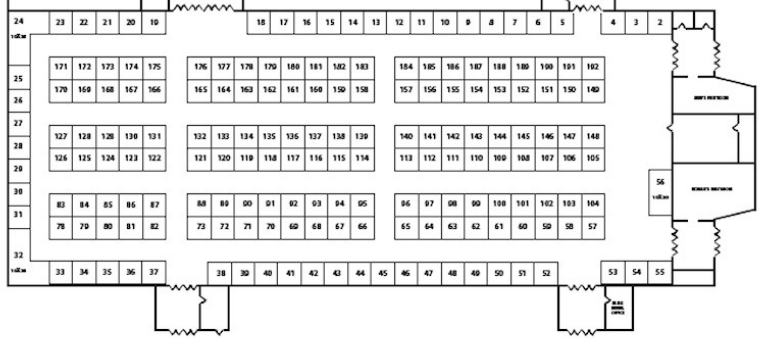 24 23 22 21 20 19 18 17 16 15 14 13 12 11 10 9 8 7 6 5 4 3 2
171 172 173 174 175 176 177 178 179 180 181 182 183 184 185 186 187 188 189 190 191 192
25
170 169 168 167 166 165 164 163 162 161 160 159 158 157 156 155 154 153 152 151 150 149
26
MEN'S RESTROOM
27
127 128 129 130 131 132 133 134 135 136 137 138 139 140 141 142 143 144 145 146 147 148
28
126 125 124 123 122 121 120 119 118 117 116 115 114 113 112 111 110 109 108 107 106 105
29
56
30
WOMEN'S RESTROOM
83 84 85 86 87 88 89 90 91 92 93 94 95 96 97 98 99 100 101 102 103 104
31
78 79 80 81 82 73 72 71 70 69 68 67 66 65 64 63 62 61 60 59 58 57
32
33 34 35 36 37 38 39 40 41 42 43 44 45 46 47 48 49 50 51 52 53 54 55
OFFICE